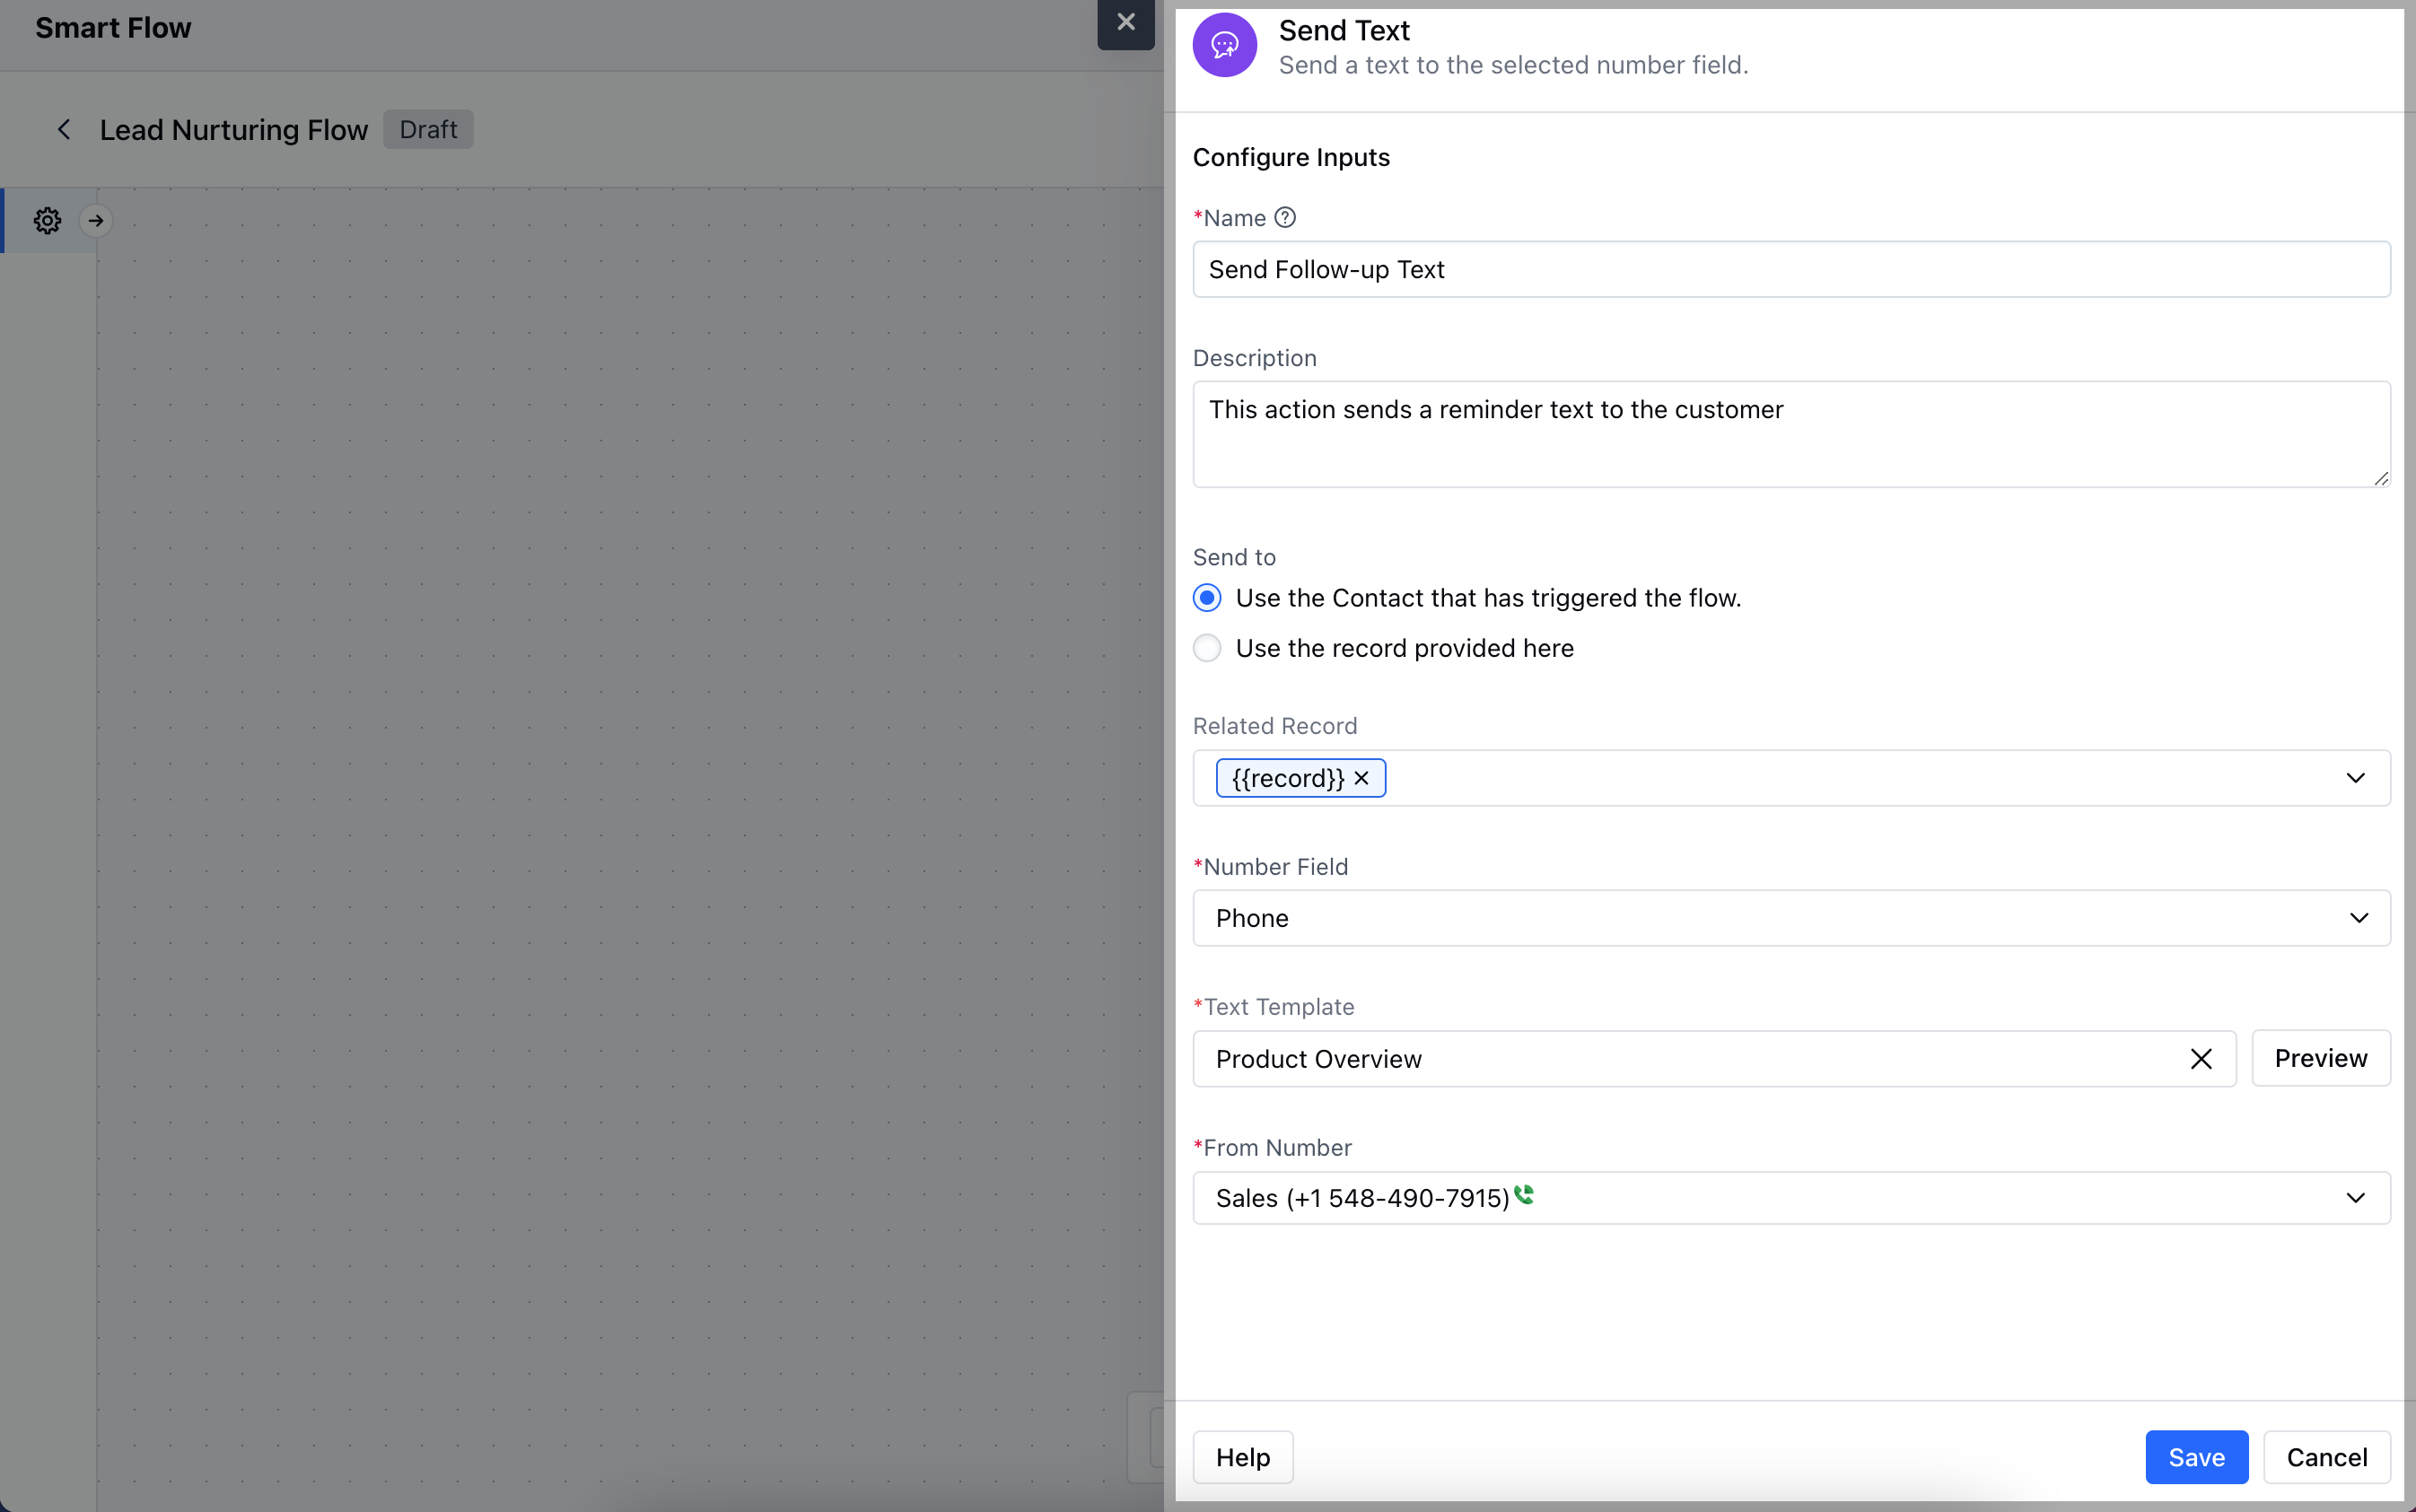 Smart Flow
Lead Nurturing Flow Draft
Send Text
Send a text to the selected number field.
Configure Inputs
*Name
Send Follow-up Text
Description
This action sends a reminder text to the customer
Send to
Use the Contact that has triggered the flow.
Use the record provided here
Related Record
{{record}}
*Number Field
Phone
*Text Template
Product Overview
Preview
*From Number
Sales (+1 548-490-7915)
Help
Save
Cancel